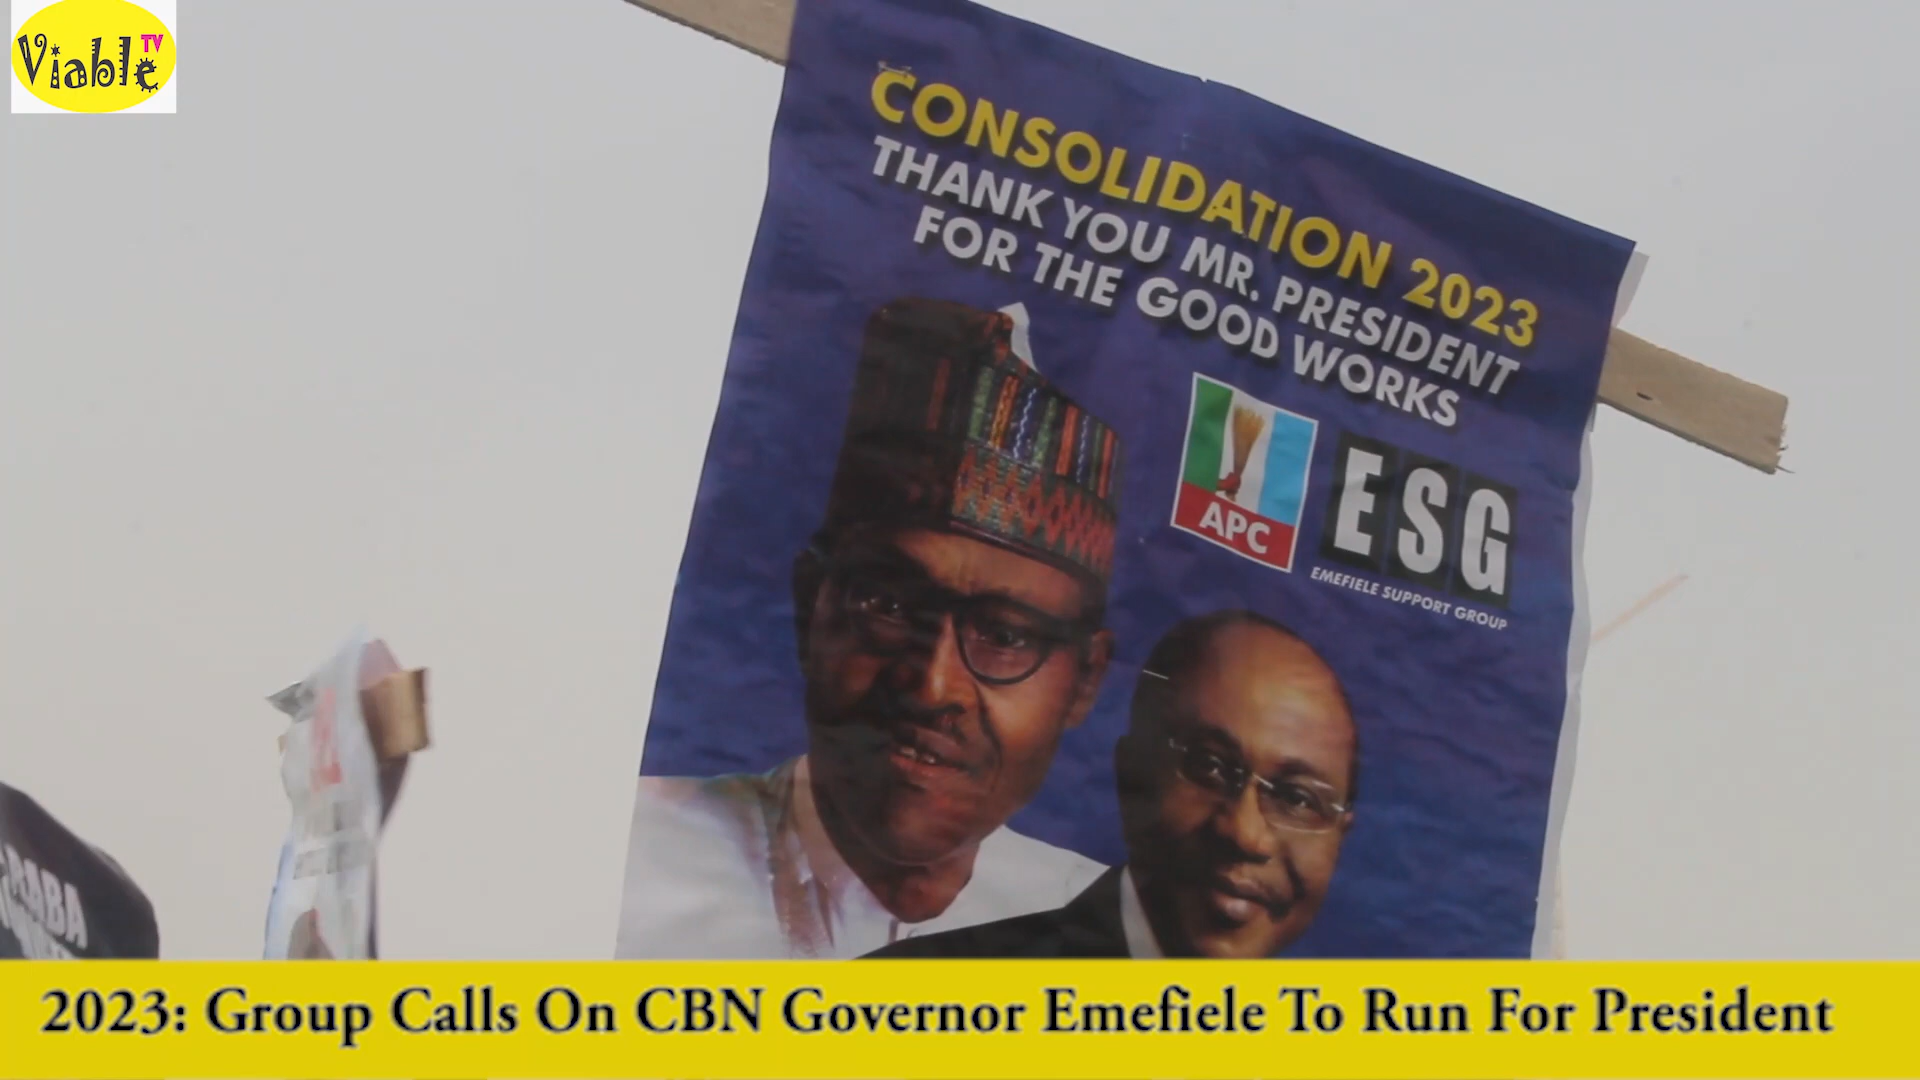 Viable TV
CONSOLIDATION 2023
THANK YOU MR. PRESIDENT
FOR THE GOOD WORKS
APC
ESG
EMEFIELE SUPPORT GROUP
2023: Group Calls On CBN Governor Emefiele To Run For President